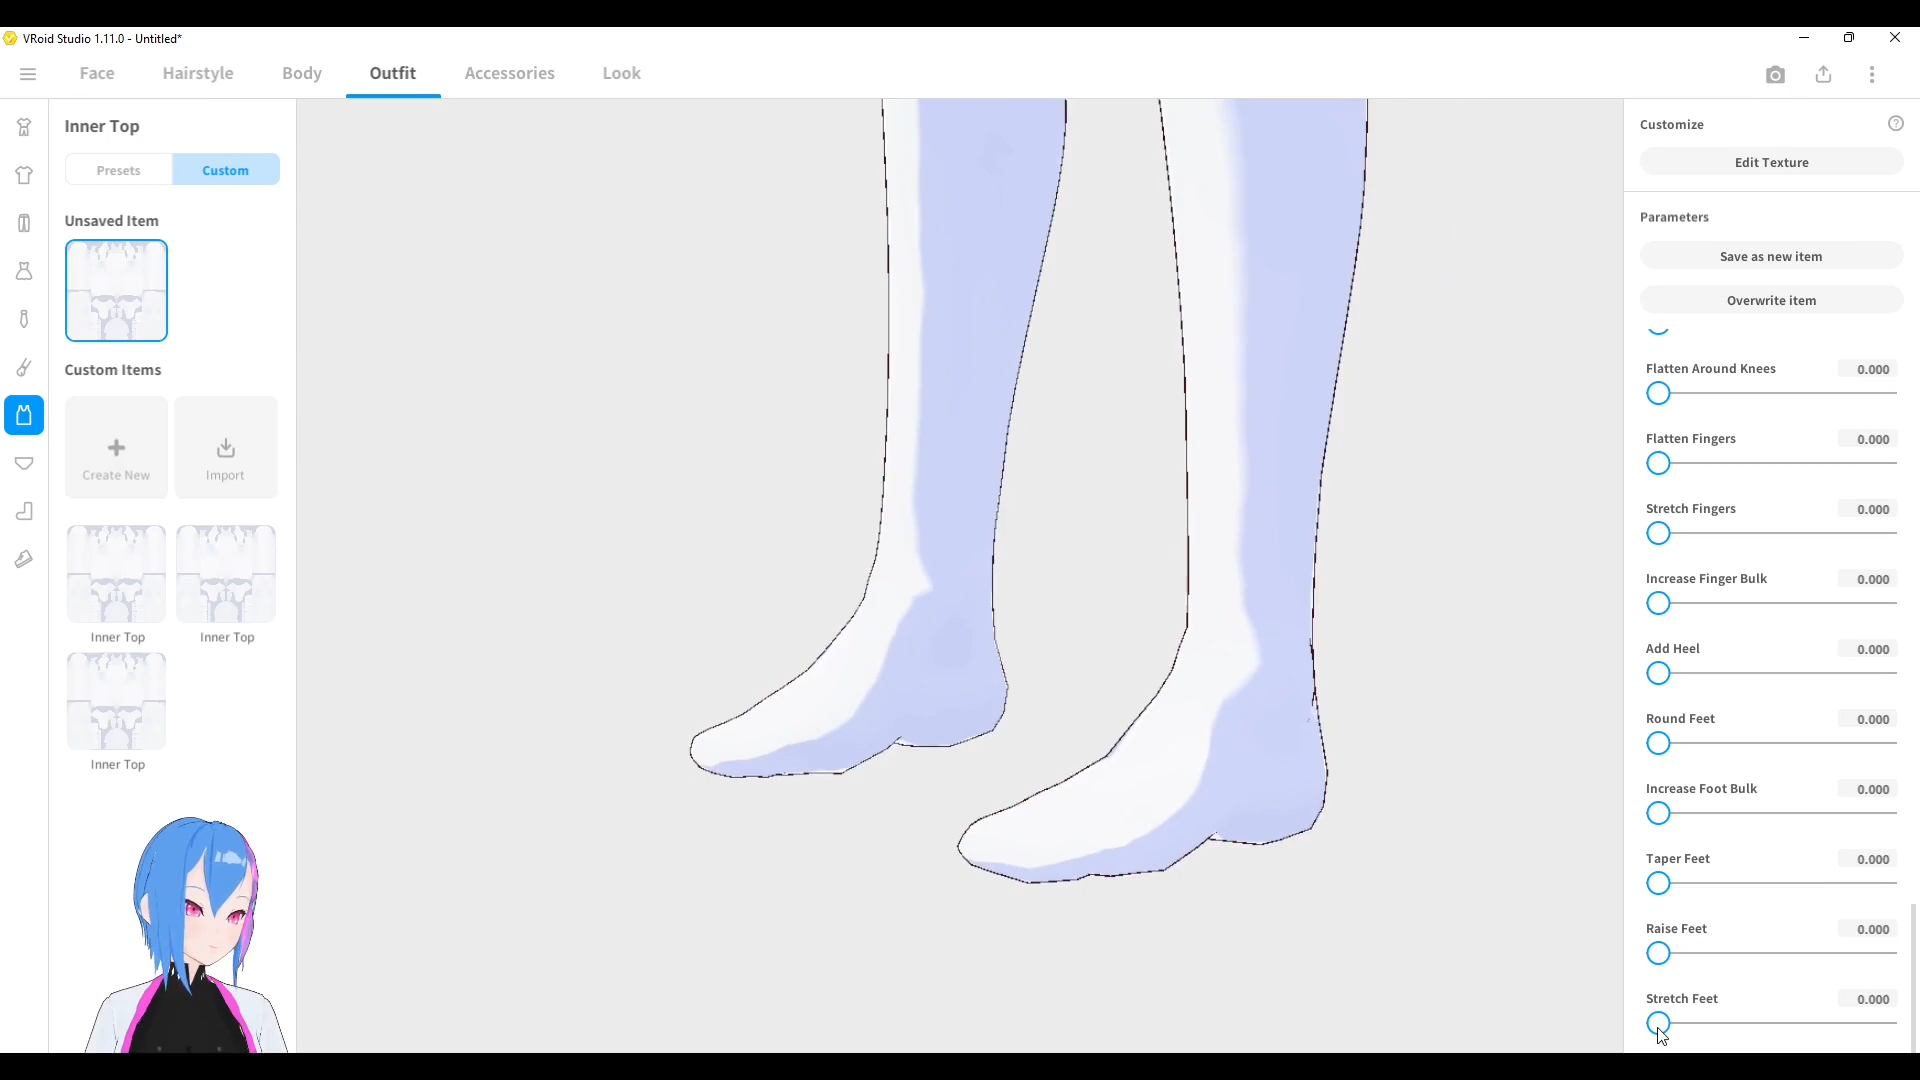 VRoid Studio 1.11.0 - Untitled*
Face
Hairstyle
Body
Outfit
Accessories
Look
Inner Top
Presets
Custom
Unsaved Item
Custom Items
Create New
Import
Inner Top
Inner Top
Inner Top
Customize
Edit Texture
Parameters
Save as new item
Overwrite item
Flatten Around Knees 0.000
Flatten Fingers 0.000
Stretch Fingers 0.000
Increase Finger Bulk 0.000
Add Heel 0.000
Round Feet 0.000
Increase Foot Bulk 0.000
Taper Feet 0.000
Raise Feet 0.000
Stretch Feet 0.000